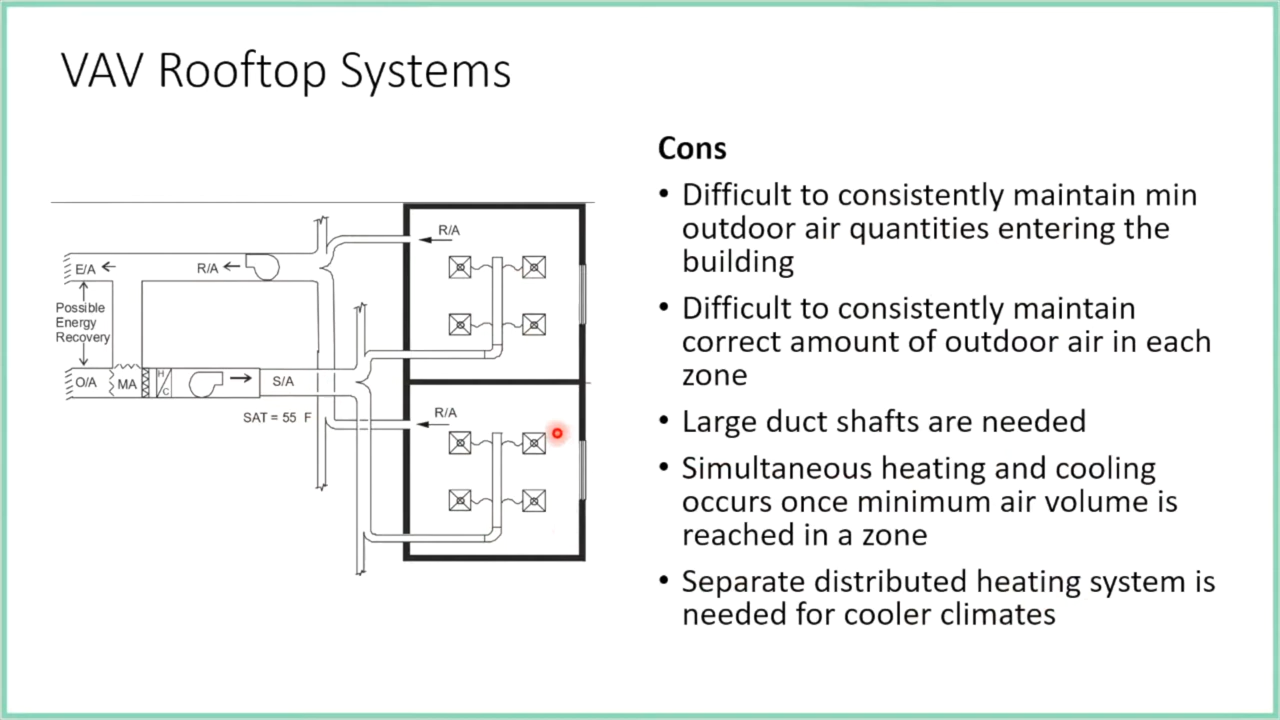 VAV Rooftop Systems
Cons
• Difficult to consistently maintain min
outdoor air quantities entering the
building
• Difficult to consistently maintain
correct amount of outdoor air in each
zone
• Large duct shafts are needed
• Simultaneous heating and cooling
occurs once minimum air volume is
reached in a zone
• Separate distributed heating system is
needed for cooler climates
R/A
E/A
R/A
Possible
Energy
Recovery
O/A
MA
H
C
S/A
SAT = 55 F
R/A